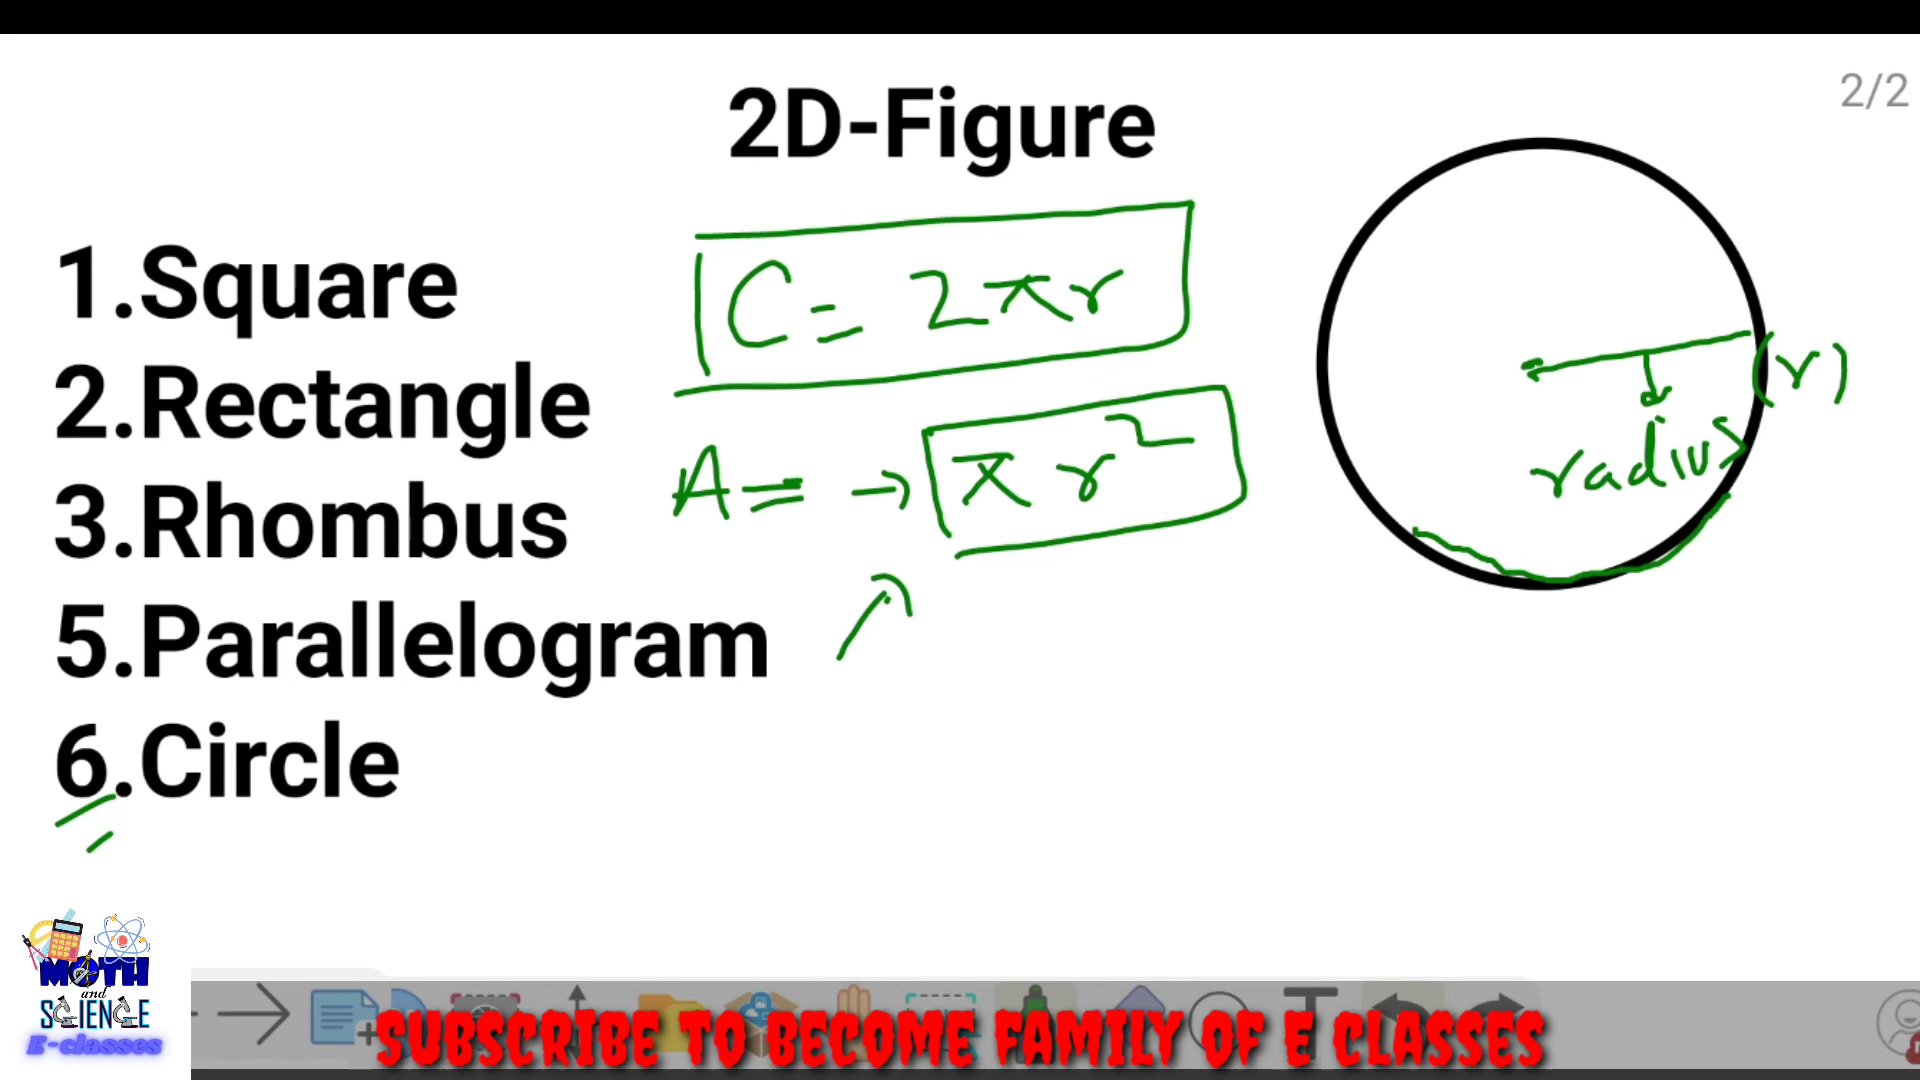 2/2
2D-Figure
1.Square
2.Rectangle
3.Rhombus
5.Parallelogram
6.Circle
C = 2πr
A = → πr²
(r)
radius
MATH
and
SCIENCE
E-classes
T
SUBSCRIBE TO BECOME FAMILY OF E CLASSES